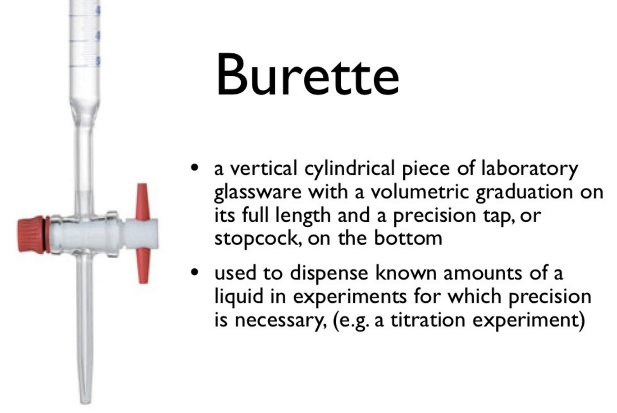 Burette
• a vertical cylindrical piece of laboratory
glassware with a volumetric graduation on
its full length and a precision tap, or
stopcock, on the bottom
• used to dispense known amounts of a
liquid in experiments for which precision
is necessary, (e.g. a titration experiment)